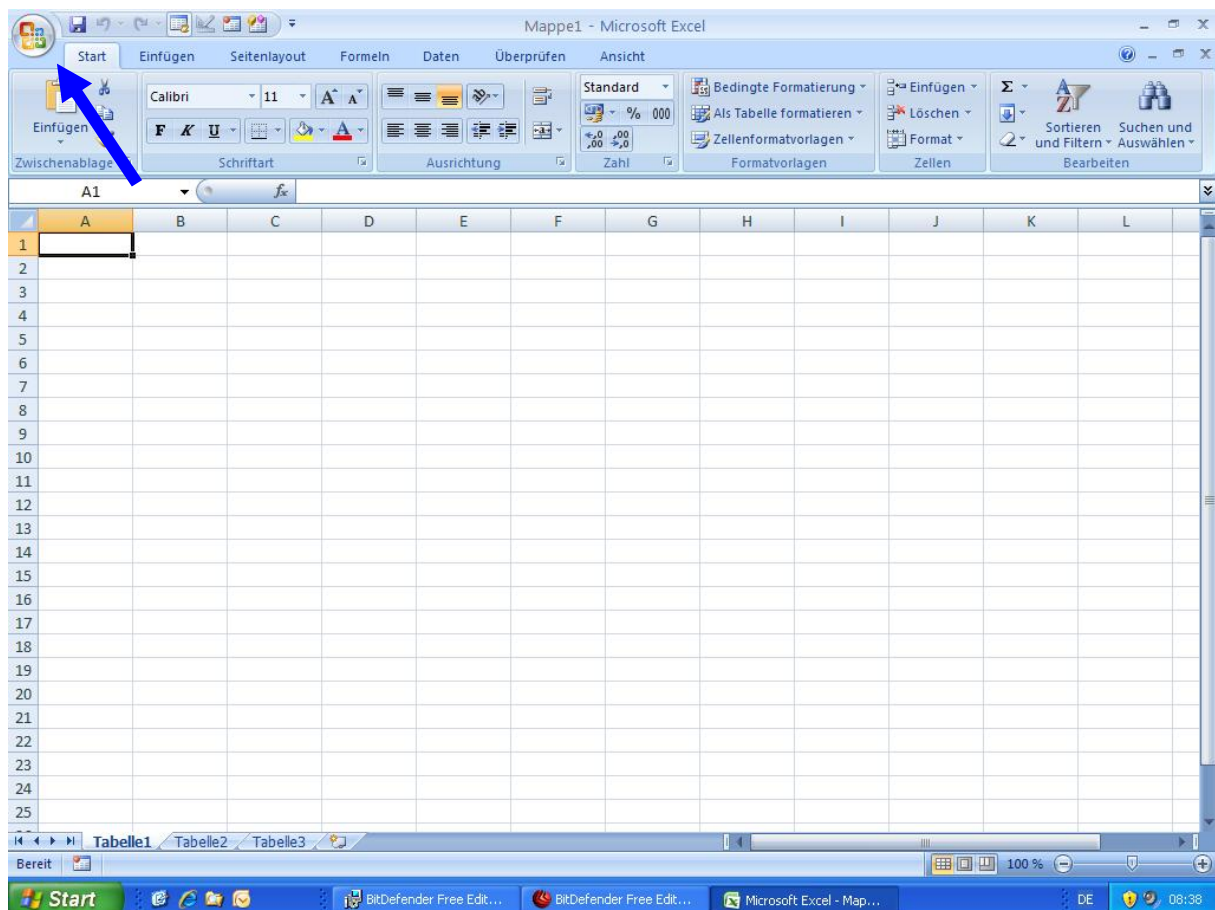 Mappe1 - Microsoft Excel
Start Einfügen Seitenlayout Formeln Daten Überprüfen Ansicht
Einfügen
Zwischenablage
Calibri 11 A A
F K U A
Schriftart
Ausrichtung
Standard
% 000
,0 ,00
,00 ,0
Zahl
Bedingte Formatierung
Als Tabelle formatieren
Zellenformatvorlagen
Formatvorlagen
Einfügen
Löschen
Format
Zellen
Σ
A
Z
Sortieren
und Filtern
Suchen und
Auswählen
Bearbeiten
A1 fx
A B C D E F G H I J K L
1
2
3
4
5
6
7
8
9
10
11
12
13
14
15
16
17
18
19
20
21
22
23
24
25
Tabelle1 Tabelle2 Tabelle3
Bereit 100 %
Start BitDefender Free Edit... BitDefender Free Edit... Microsoft Excel - Map... DE 08:38